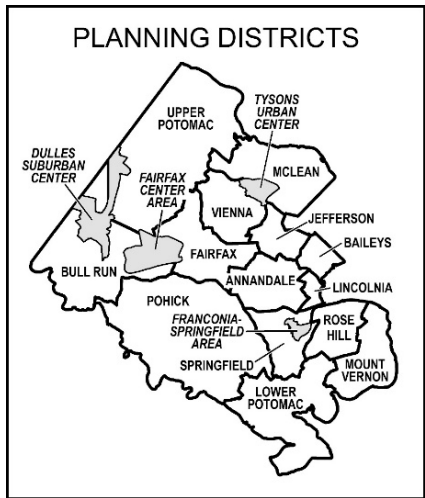 PLANNING DISTRICTS
UPPER
POTOMAC
TYSONS
URBAN
CENTER
DULLES
SUBURBAN
CENTER
FAIRFAX
CENTER
AREA
MCLEAN
VIENNA
JEFFERSON
BAILEYS
FAIRFAX
BULL RUN
ANNANDALE
LINCOLNIA
POHICK
FRANCONIA-
SPRINGFIELD
AREA
ROSE
HILL
SPRINGFIELD
MOUNT
VERNON
LOWER
POTOMAC